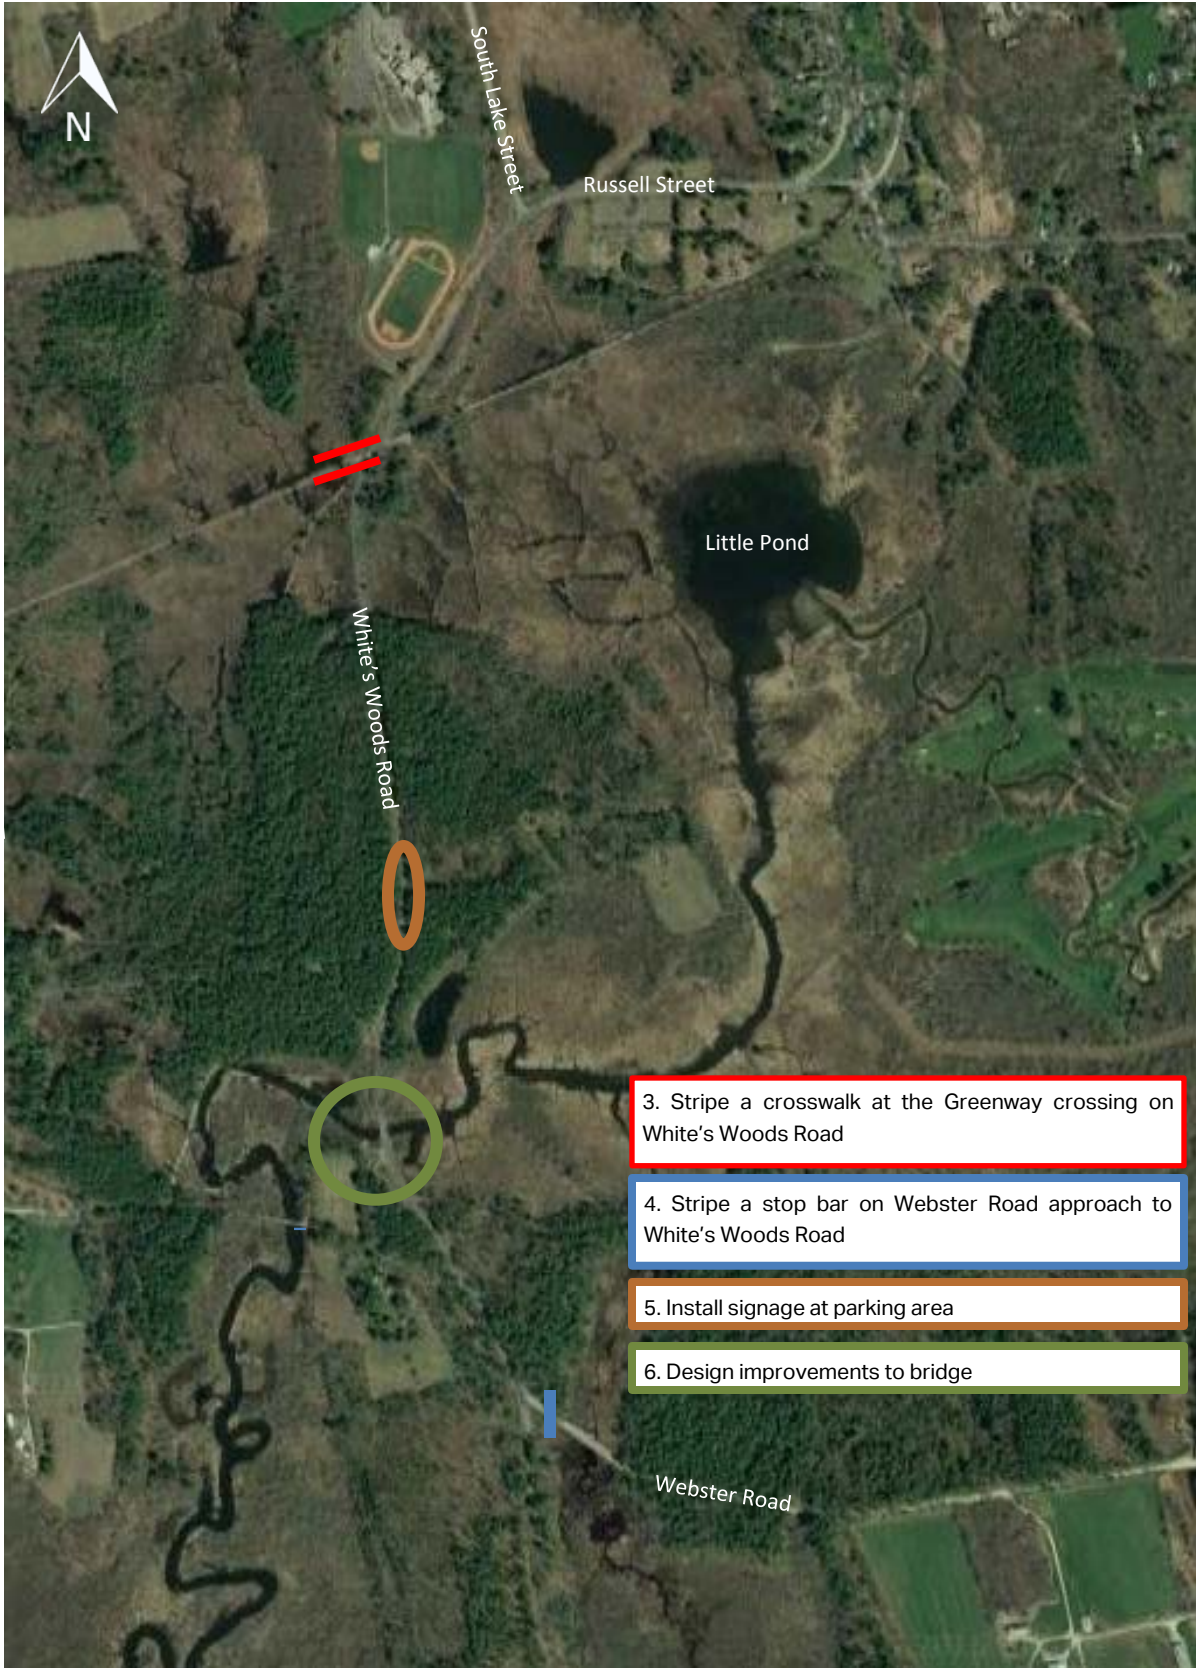 N
South Lake Street
Russell Street
Little Pond
White's Woods Road
3. Stripe a crosswalk at the Greenway crossing on
White's Woods Road
4. Stripe a stop bar on Webster Road approach to
White's Woods Road
5. Install signage at parking area
6. Design improvements to bridge
Webster Road